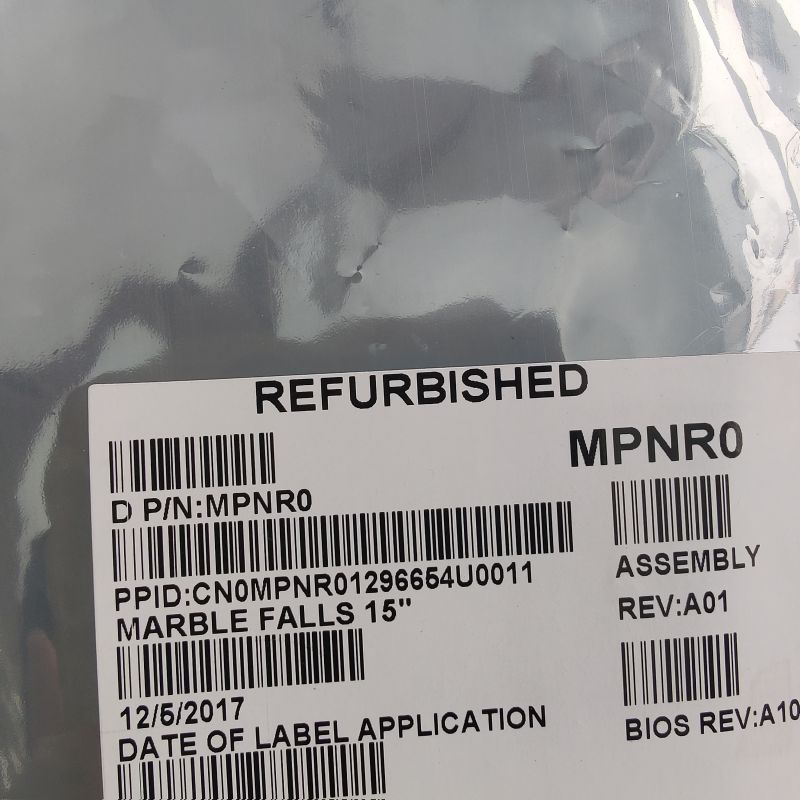 REFURBISHED
MPNR0
D P/N:MPNR0
PPID:CN0MPNR01296654U0011
ASSEMBLY
MARBLE FALLS 15"
REV:A01
12/5/2017
DATE OF LABEL APPLICATION
BIOS REV:A10